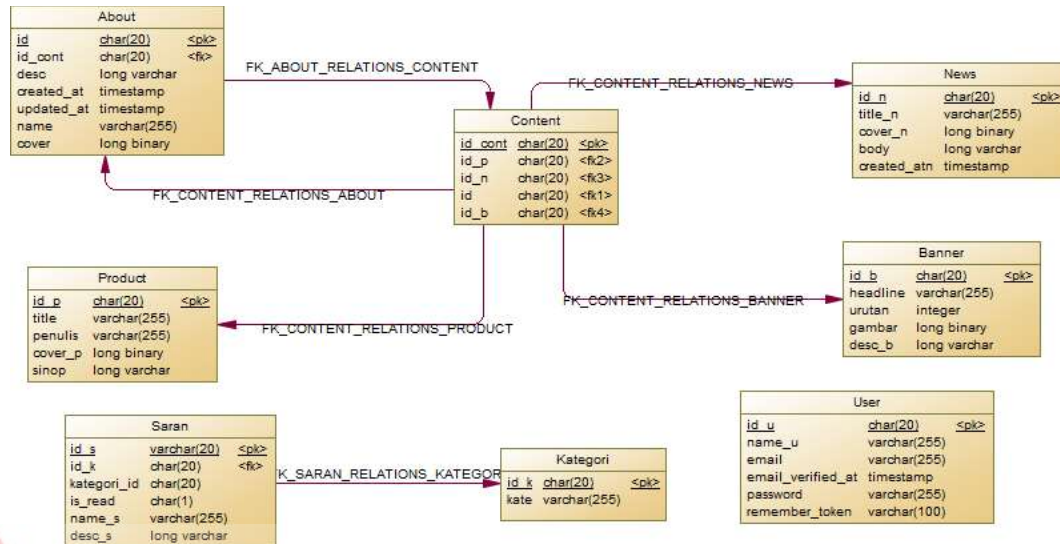 About
id char(20) <pk>
id_cont char(20) <fk>
desc long varchar
created_at timestamp
updated_at timestamp
name varchar(255)
cover long binary
FK_ABOUT_RELATIONS_CONTENT
FK_CONTENT_RELATIONS_NEWS
News
id_n char(20) <pk>
title_n varchar(255)
cover_n long binary
body long varchar
created_atn timestamp
Content
id_cont char(20) <pk>
id_p char(20) <fk2>
id_n char(20) <fk3>
id char(20) <fk1>
id_b char(20) <fk4>
FK_CONTENT_RELATIONS_ABOUT
Product
id_p char(20) <pk>
title varchar(255)
penulis varchar(255)
cover_p long binary
sinop long varchar
FK_CONTENT_RELATIONS_PRODUCT
FK_CONTENT_RELATIONS_BANNER
Banner
id_b char(20) <pk>
headline varchar(255)
urutan integer
gambar long binary
desc_b long varchar
Saran
id_s varchar(20) <pk>
id_k char(20) <fk>
kategori_id char(20)
is_read char(1)
name_s varchar(255)
desc_s long varchar
FK_SARAN_RELATIONS_KATEGOR
Kategori
id_k char(20) <pk>
kate varchar(255)
User
id_u char(20) <pk>
name_u varchar(255)
email varchar(255)
email_verified_at timestamp
password varchar(255)
remember_token varchar(100)